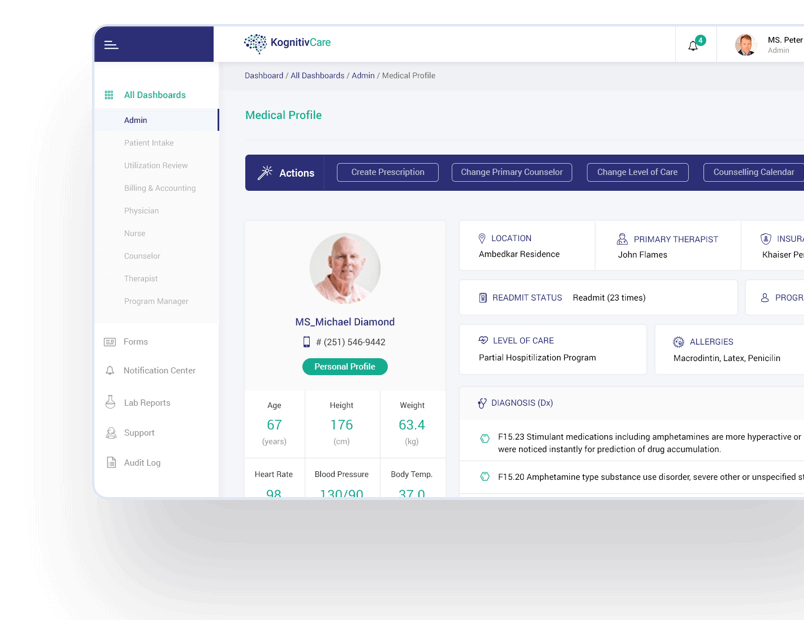 KognitivCare
4
MS. Peter
Admin
Dashboard / All Dashboards / Admin / Medical Profile
All Dashboards
Admin
Patient Intake
Utilization Review
Billing & Accounting
Physician
Nurse
Counselor
Therapist
Program Manager
Forms
Notification Center
Lab Reports
Support
Audit Log
Medical Profile
Actions
Create Prescription
Change Primary Counselor
Change Level of Care
Counselling Calendar
MS_Michael Diamond
# (251) 546-9442
Personal Profile
Age
67
(years)
Height
176
(cm)
Weight
63.4
(kg)
Heart Rate
98
Blood Pressure
130/90
Body Temp.
37.0
LOCATION
Ambedkar Residence
PRIMARY THERAPIST
John Flames
INSURA
Khaiser Pe
READMIT STATUS Readmit (23 times)
PROGR
LEVEL OF CARE
Partial Hospitilization Program
ALLERGIES
Macrodintin, Latex, Penicilin
DIAGNOSIS (Dx)
F15.23 Stimulant medications including amphetamines are more hyperactive or
were noticed instantly for prediction of drug accumulation.
F15.20 Amphetamine type substance use disorder, severe other or unspecified st